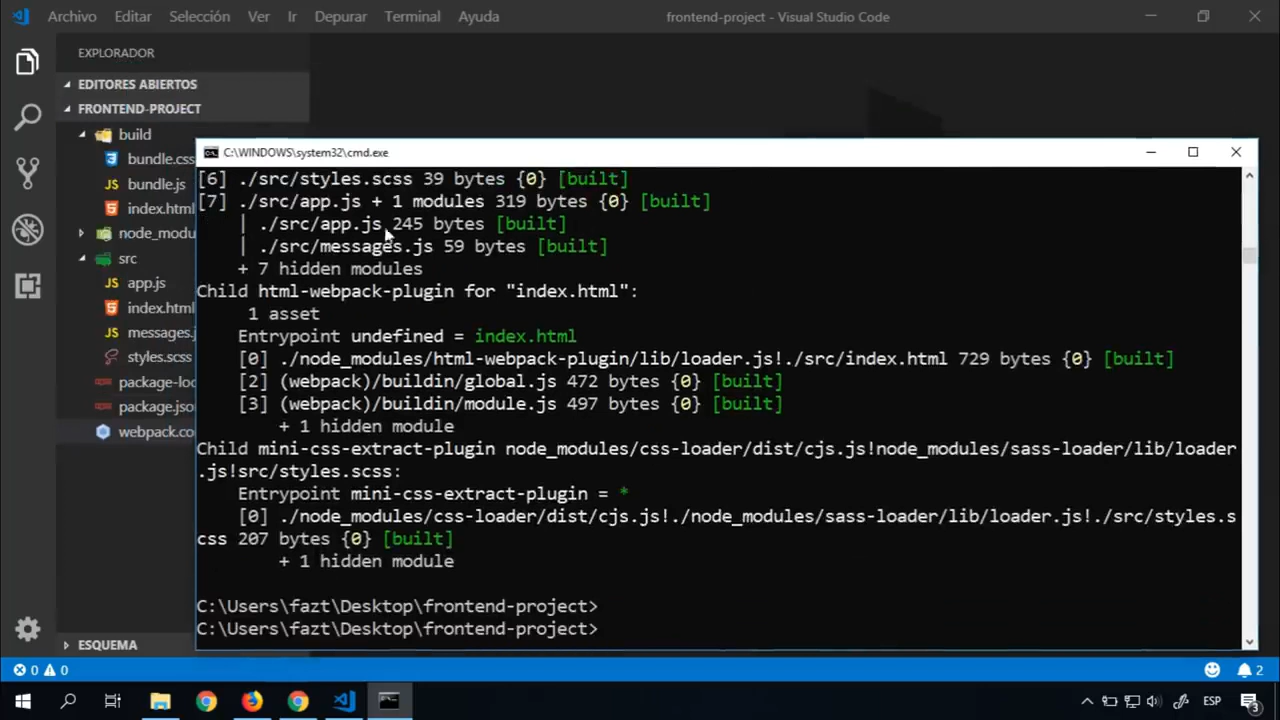 Archivo Editar Selección Ver Ir Depurar Terminal Ayuda frontend-project - Visual Studio Code
EXPLORADOR
EDITORES ABIERTOS
FRONTEND-PROJECT
build
bundle.css
JS bundle.js
index.html
node_modu
src
JS app.js
index.html
JS messages.j
styles.scss
package-loc
package.json
webpack.co
ESQUEMA
C:\WINDOWS\system32\cmd.exe
[6] ./src/styles.scss 39 bytes {0} [built]
[7] ./src/app.js + 1 modules 319 bytes {0} [built]
| ./src/app.js 245 bytes [built]
| ./src/messages.js 59 bytes [built]
+ 7 hidden modules
Child html-webpack-plugin for "index.html":
1 asset
Entrypoint undefined = index.html
[0] ./node_modules/html-webpack-plugin/lib/loader.js!./src/index.html 729 bytes {0} [built]
[2] (webpack)/buildin/global.js 472 bytes {0} [built]
[3] (webpack)/buildin/module.js 497 bytes {0} [built]
+ 1 hidden module
Child mini-css-extract-plugin node_modules/css-loader/dist/cjs.js!node_modules/sass-loader/lib/loader
.js!src/styles.scss:
Entrypoint mini-css-extract-plugin = *
[0] ./node_modules/css-loader/dist/cjs.js!./node_modules/sass-loader/lib/loader.js!./src/styles.s
css 207 bytes {0} [built]
+ 1 hidden module
C:\Users\fazt\Desktop\frontend-project>
C:\Users\fazt\Desktop\frontend-project>
0 0 2
ESP 3